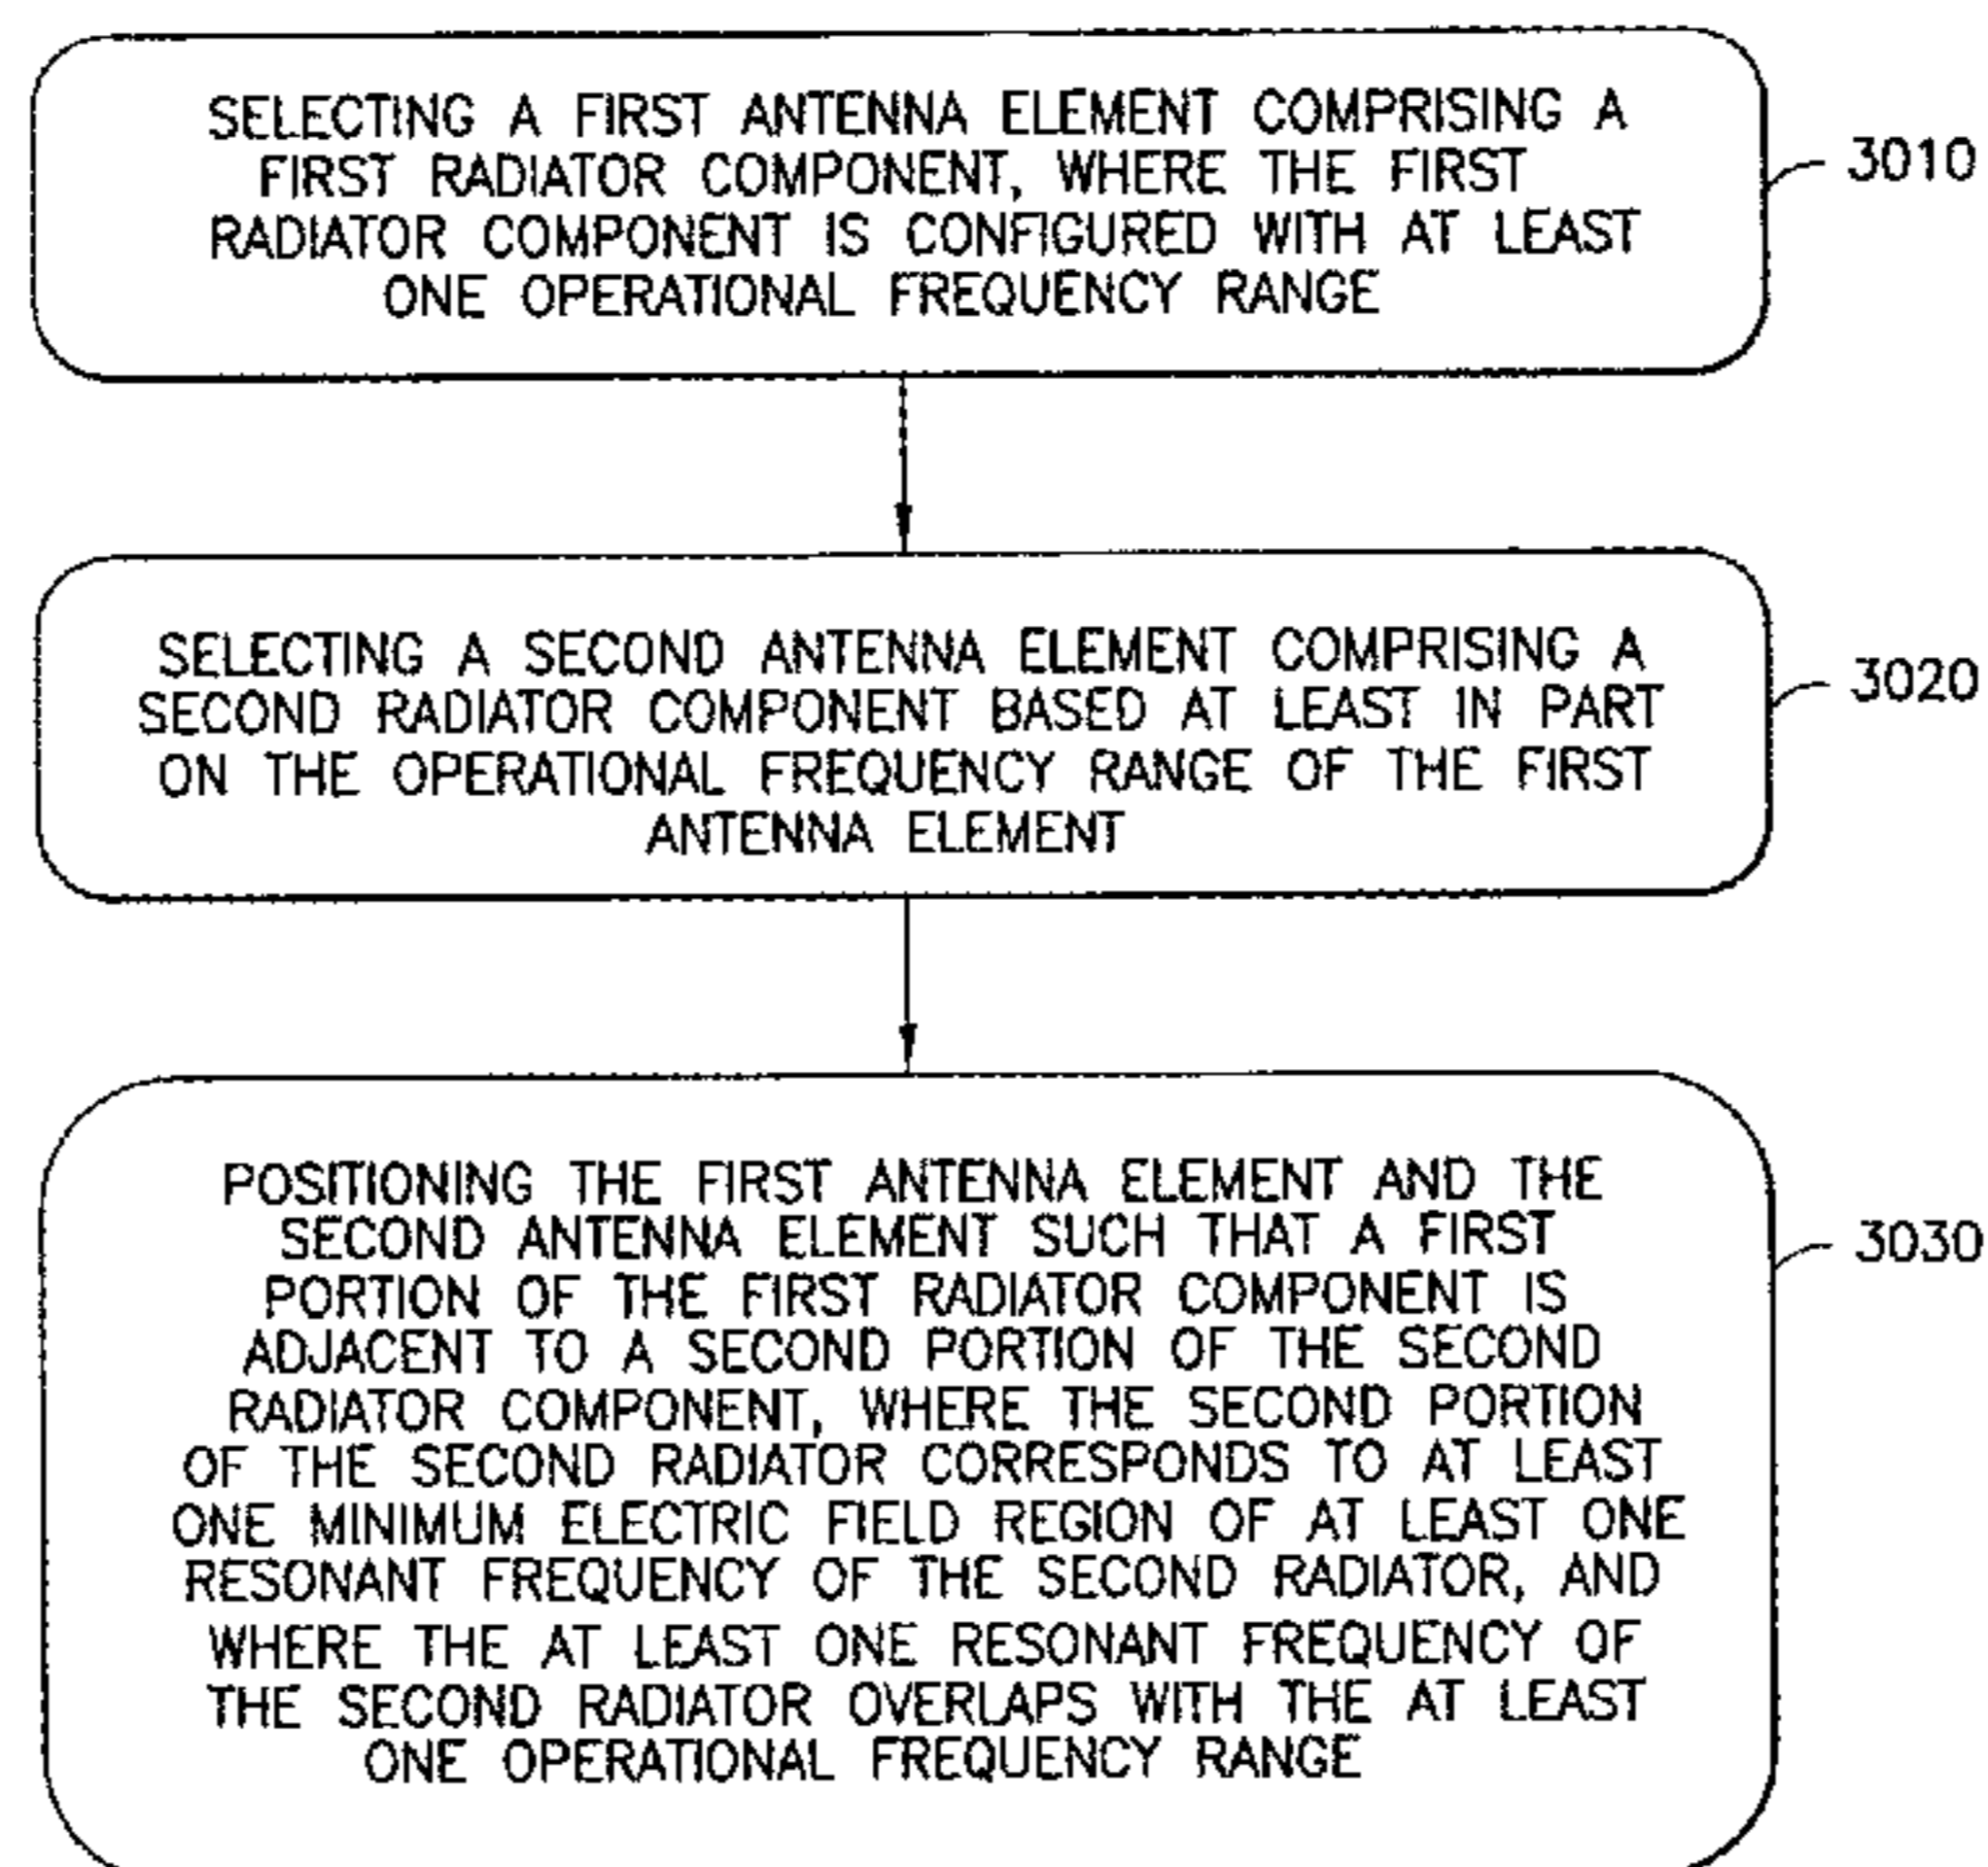 SELECTING A FIRST ANTENNA ELEMENT COMPRISING A
FIRST RADIATOR COMPONENT, WHERE THE FIRST
RADIATOR COMPONENT IS CONFIGURED WITH AT LEAST
ONE OPERATIONAL FREQUENCY RANGE
3010
SELECTING A SECOND ANTENNA ELEMENT COMPRISING A
SECOND RADIATOR COMPONENT BASED AT LEAST IN PART
ON THE OPERATIONAL FREQUENCY RANGE OF THE FIRST
ANTENNA ELEMENT
3020
POSITIONING THE FIRST ANTENNA ELEMENT AND THE
SECOND ANTENNA ELEMENT SUCH THAT A FIRST
PORTION OF THE FIRST RADIATOR COMPONENT IS
ADJACENT TO A SECOND PORTION OF THE SECOND
RADIATOR COMPONENT, WHERE THE SECOND PORTION
OF THE SECOND RADIATOR CORRESPONDS TO AT LEAST
ONE MINIMUM ELECTRIC FIELD REGION OF AT LEAST ONE
RESONANT FREQUENCY OF THE SECOND RADIATOR, AND
WHERE THE AT LEAST ONE RESONANT FREQUENCY OF
THE SECOND RADIATOR OVERLAPS WITH THE AT LEAST
ONE OPERATIONAL FREQUENCY RANGE
3030